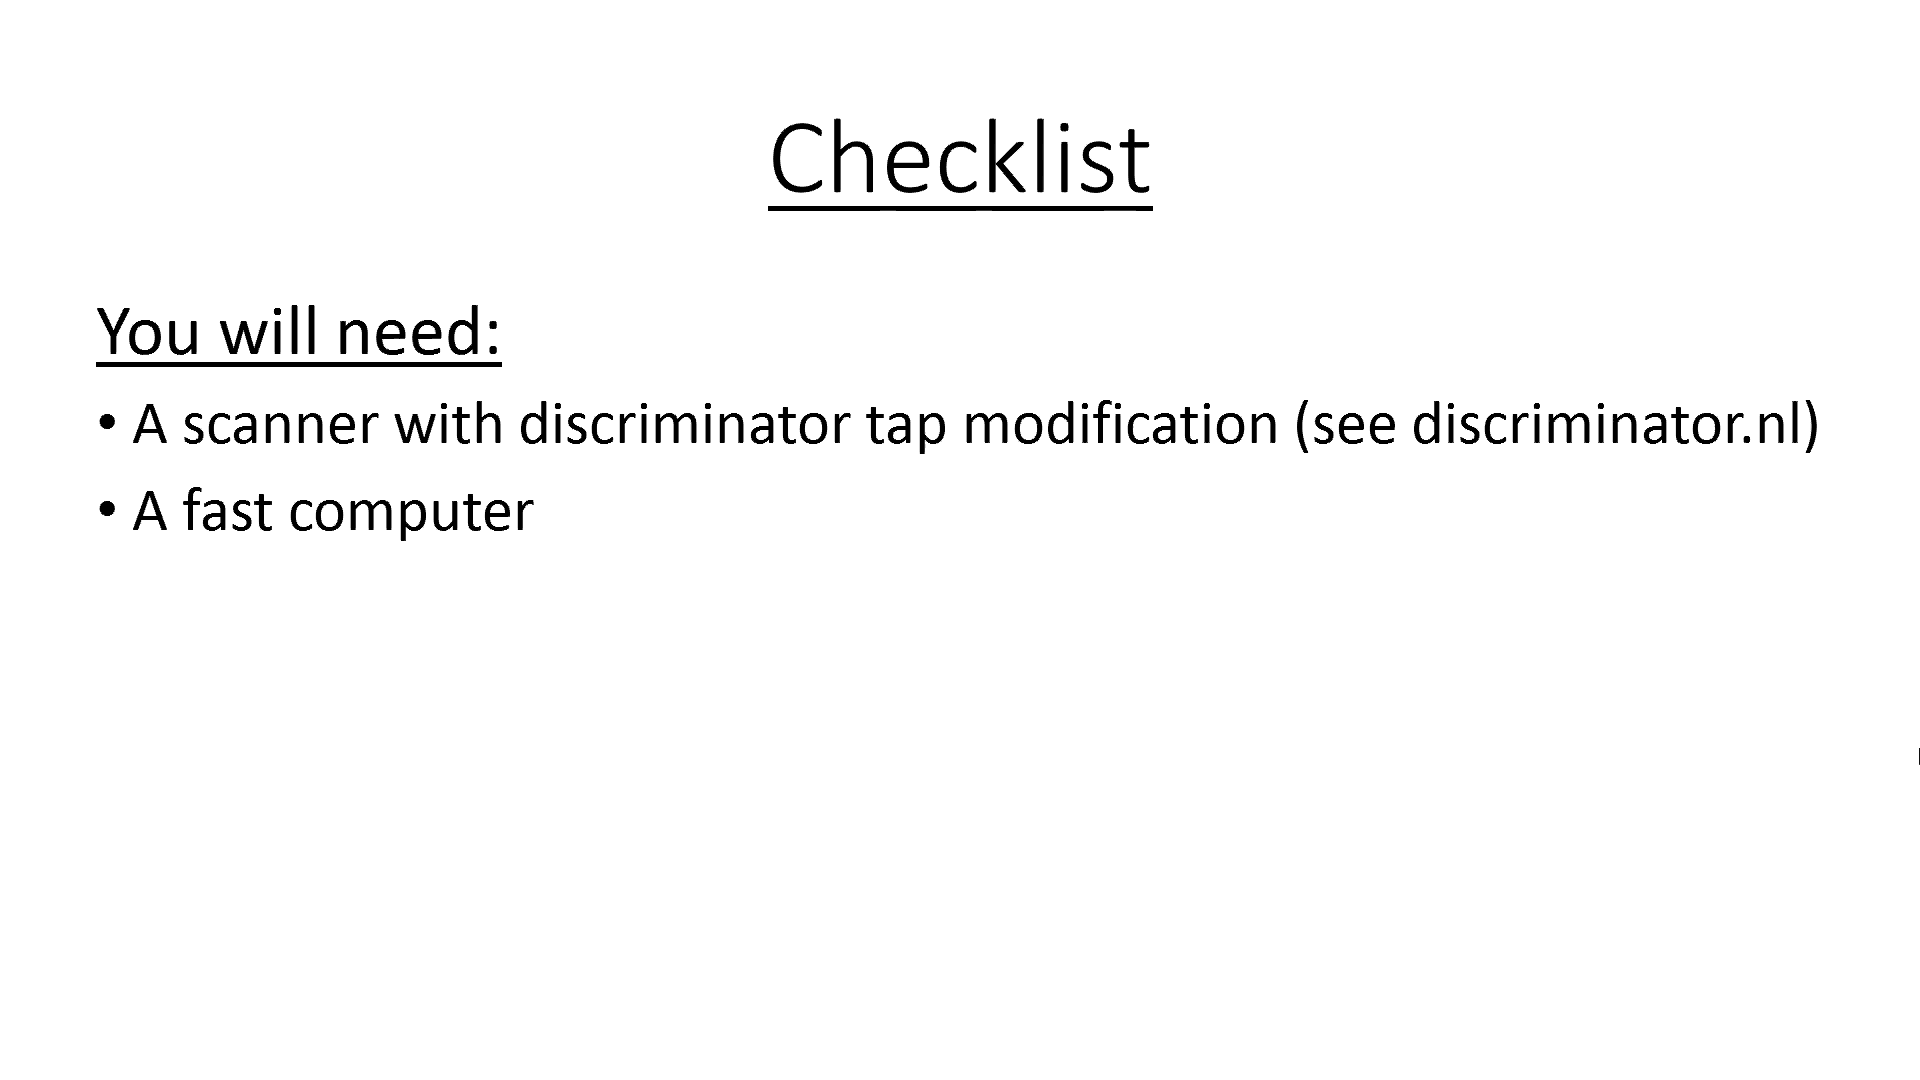 Checklist
You will need:
• A scanner with discriminator tap modification (see discriminator.nl)
• A fast computer